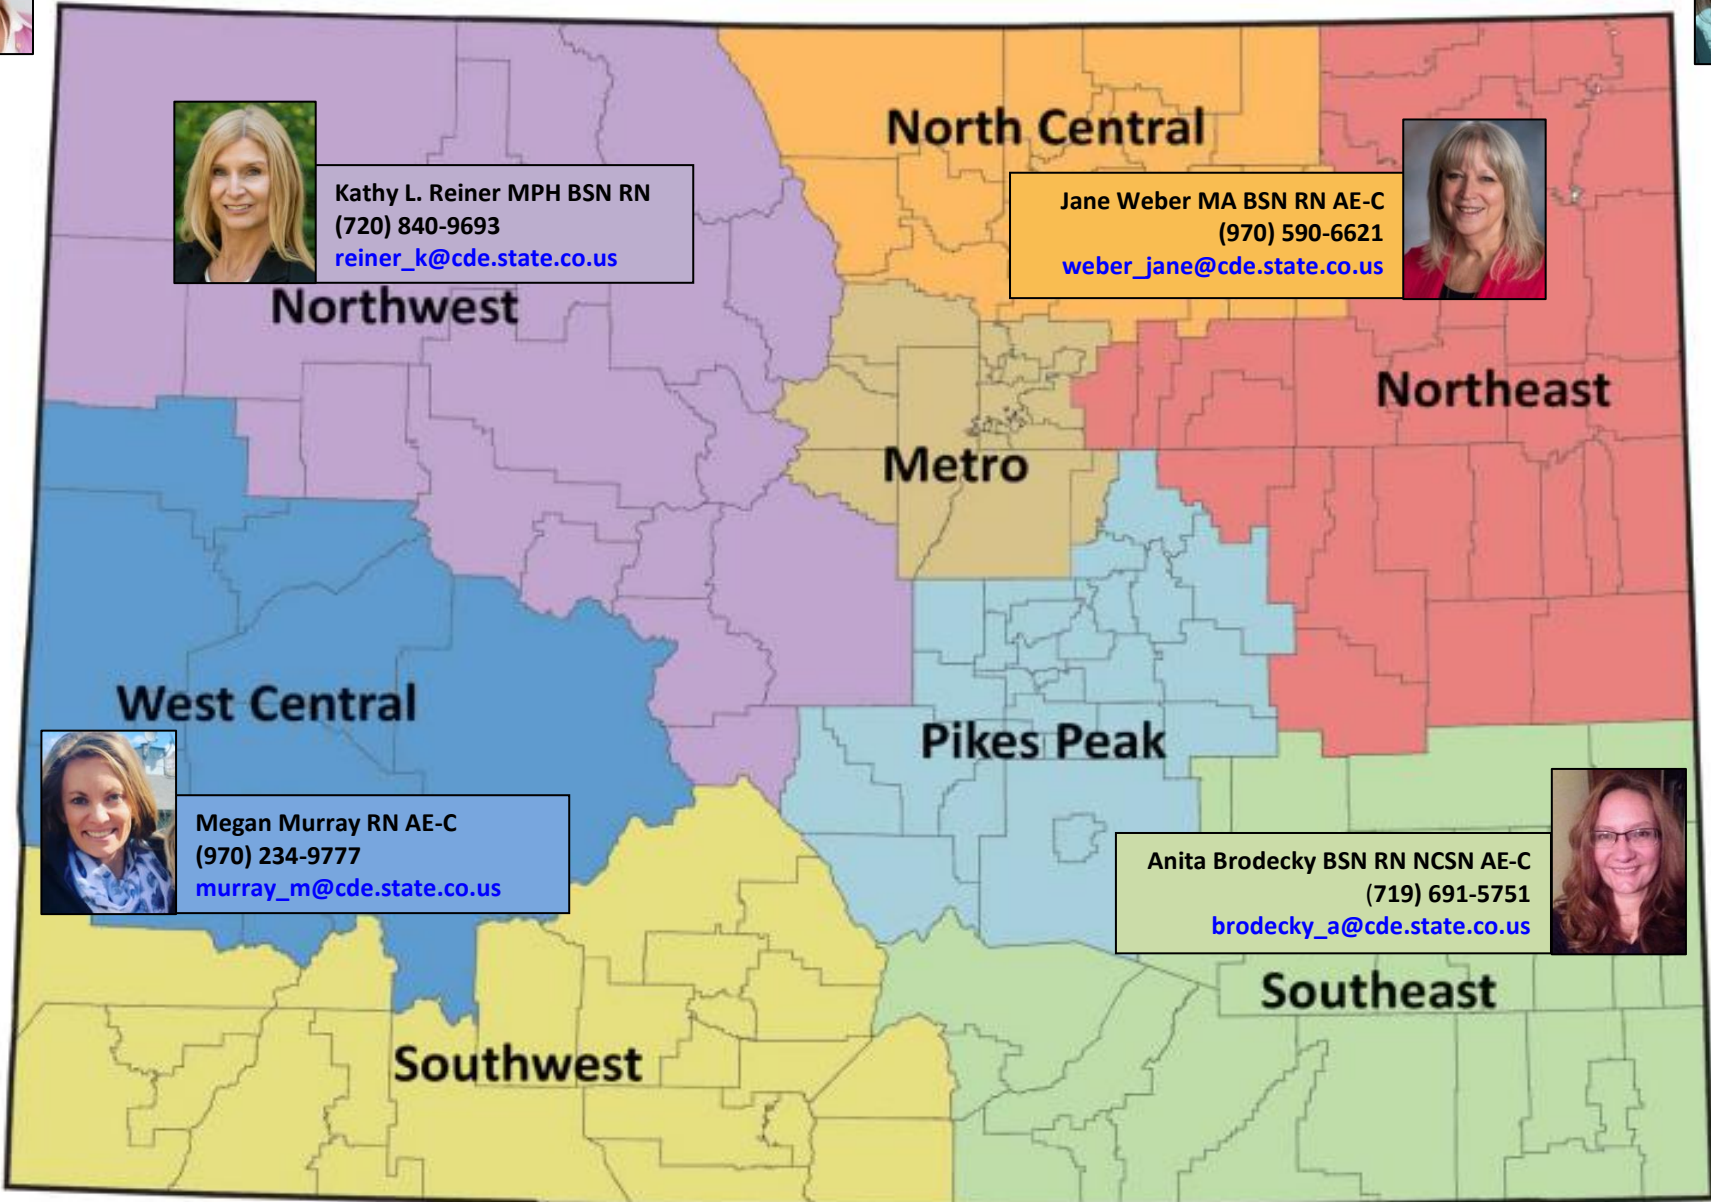 North Central
Kathy L. Reiner MPH BSN RN
(720) 840-9693
reiner_k@cde.state.co.us
Jane Weber MA BSN RN AE-C
(970) 590-6621
weber_jane@cde.state.co.us
Northwest
Northeast
Metro
West Central
Pikes Peak
Megan Murray RN AE-C
(970) 234-9777
murray_m@cde.state.co.us
Anita Brodecky BSN RN NCSN AE-C
(719) 691-5751
brodecky_a@cde.state.co.us
Southeast
Southwest